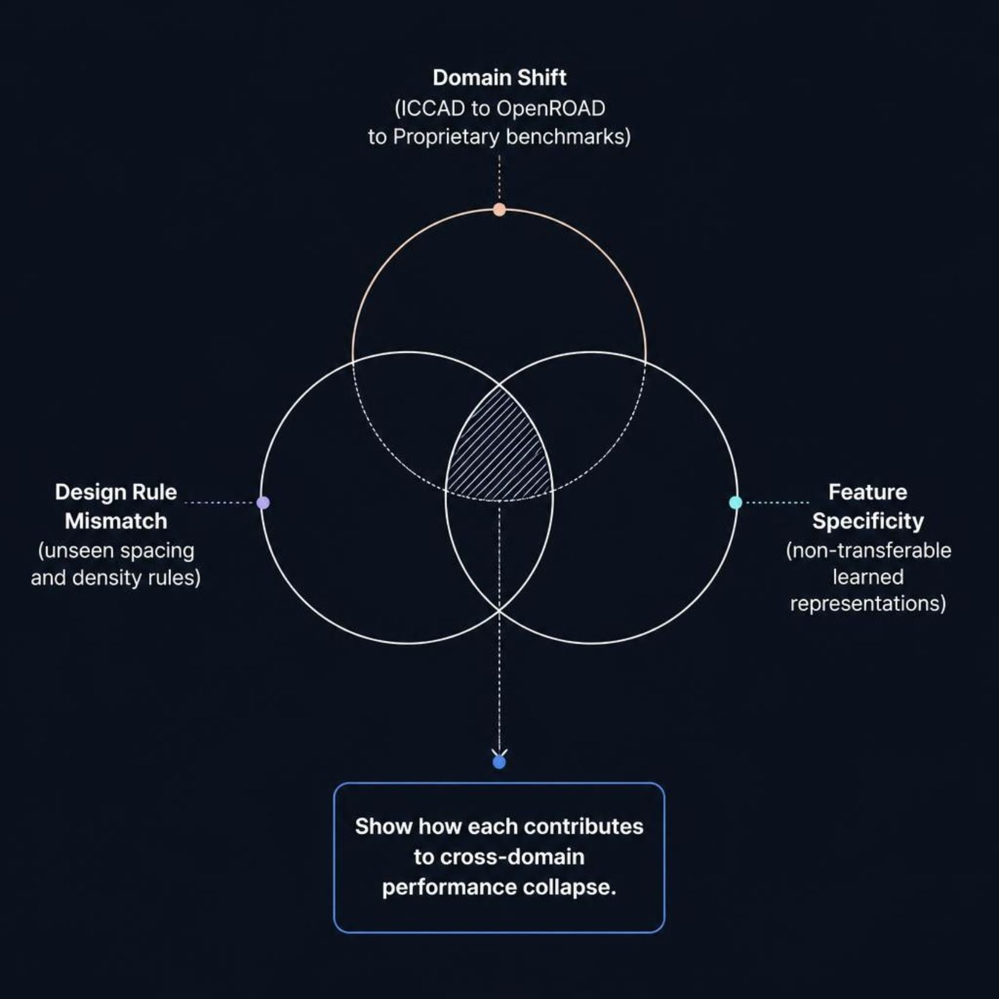 Domain Shift
(ICCAD to OpenROAD
to Proprietary benchmarks)
Design Rule
Mismatch
(unseen spacing
and density rules)
Feature
Specificity
(non-transferable
learned
representations)
Show how each contributes
to cross-domain
performance collapse.